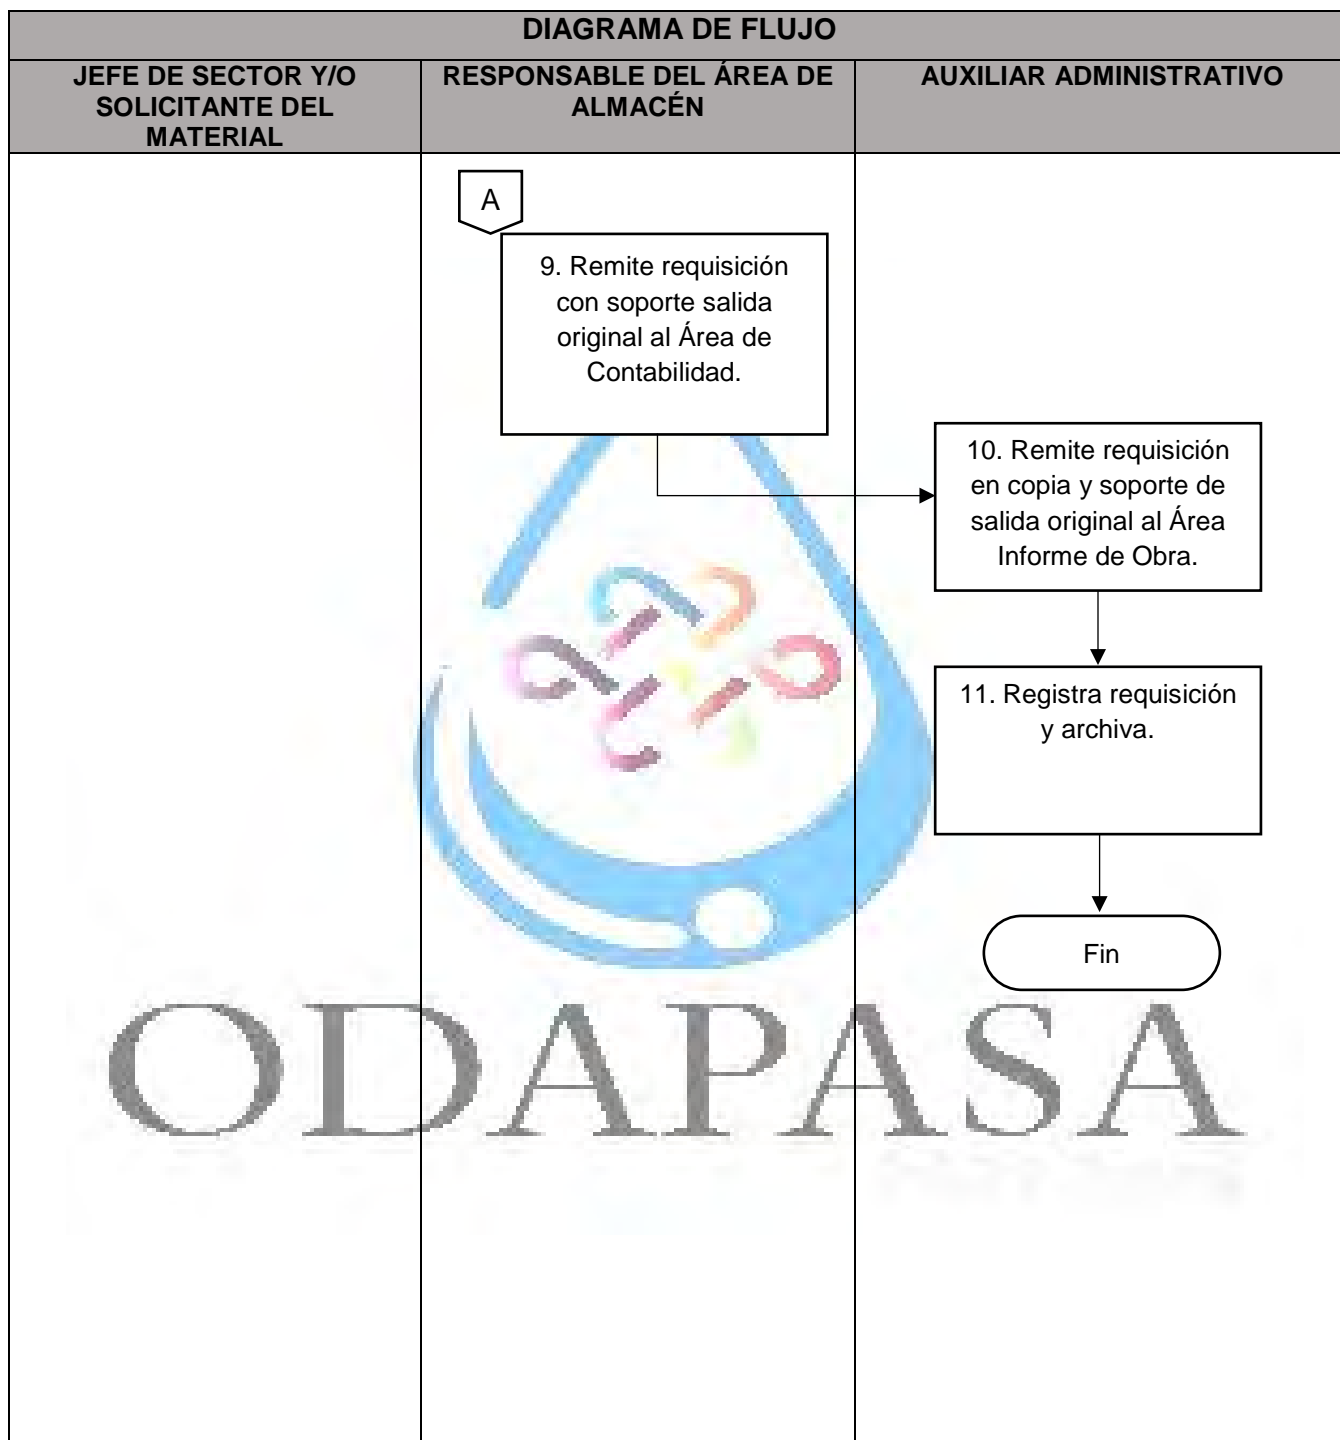 DIAGRAMA DE FLUJO
JEFE DE SECTOR Y/O
SOLICITANTE DEL
MATERIAL
RESPONSABLE DEL ÁREA DE
ALMACÉN
AUXILIAR ADMINISTRATIVO
A
9. Remite requisición
con soporte salida
original al Área de
Contabilidad.
10. Remite requisición
en copia y soporte de
salida original al Área
Informe de Obra.
11. Registra requisición
y archiva.
Fin
ODAPASA